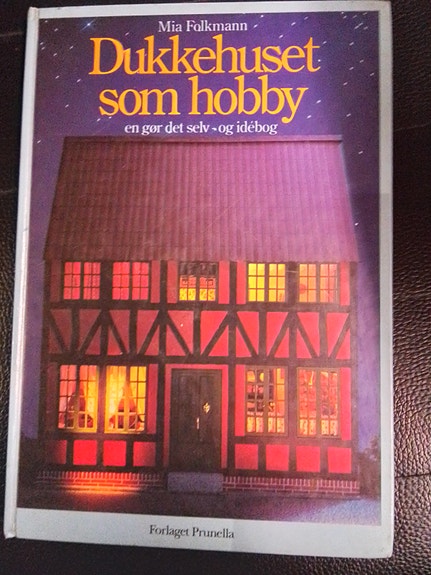 Mia Folkmann
Dukkehuset
som hobby
en gør det selv - og idébog
Forlaget Prunella